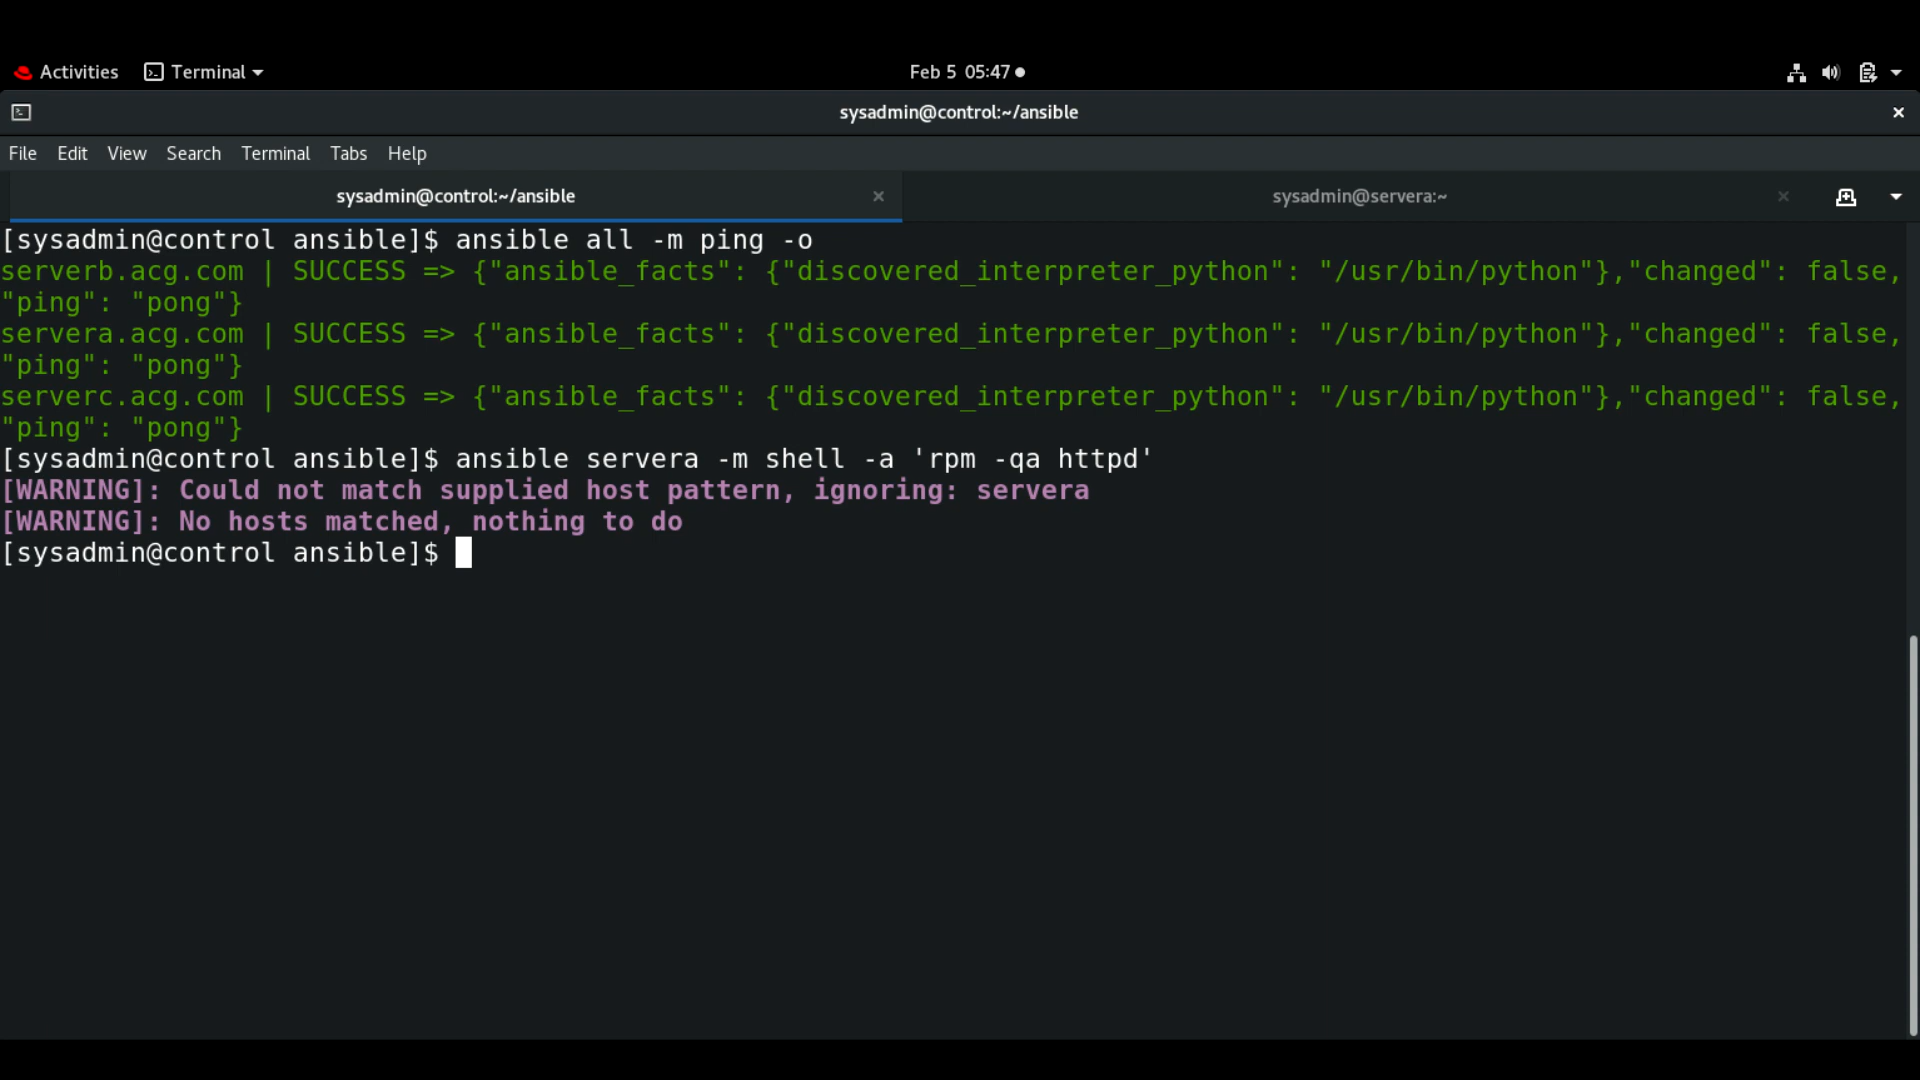 Activities Terminal Feb 5 05:47
sysadmin@control:~/ansible
File Edit View Search Terminal Tabs Help
sysadmin@control:~/ansible sysadmin@servera:~
[sysadmin@control ansible]$ ansible all -m ping -o
serverb.acg.com | SUCCESS => {"ansible_facts": {"discovered_interpreter_python": "/usr/bin/python"},"changed": false,
"ping": "pong"}
servera.acg.com | SUCCESS => {"ansible_facts": {"discovered_interpreter_python": "/usr/bin/python"},"changed": false,
"ping": "pong"}
serverc.acg.com | SUCCESS => {"ansible_facts": {"discovered_interpreter_python": "/usr/bin/python"},"changed": false,
"ping": "pong"}
[sysadmin@control ansible]$ ansible servera -m shell -a 'rpm -qa httpd'
[WARNING]: Could not match supplied host pattern, ignoring: servera
[WARNING]: No hosts matched, nothing to do
[sysadmin@control ansible]$